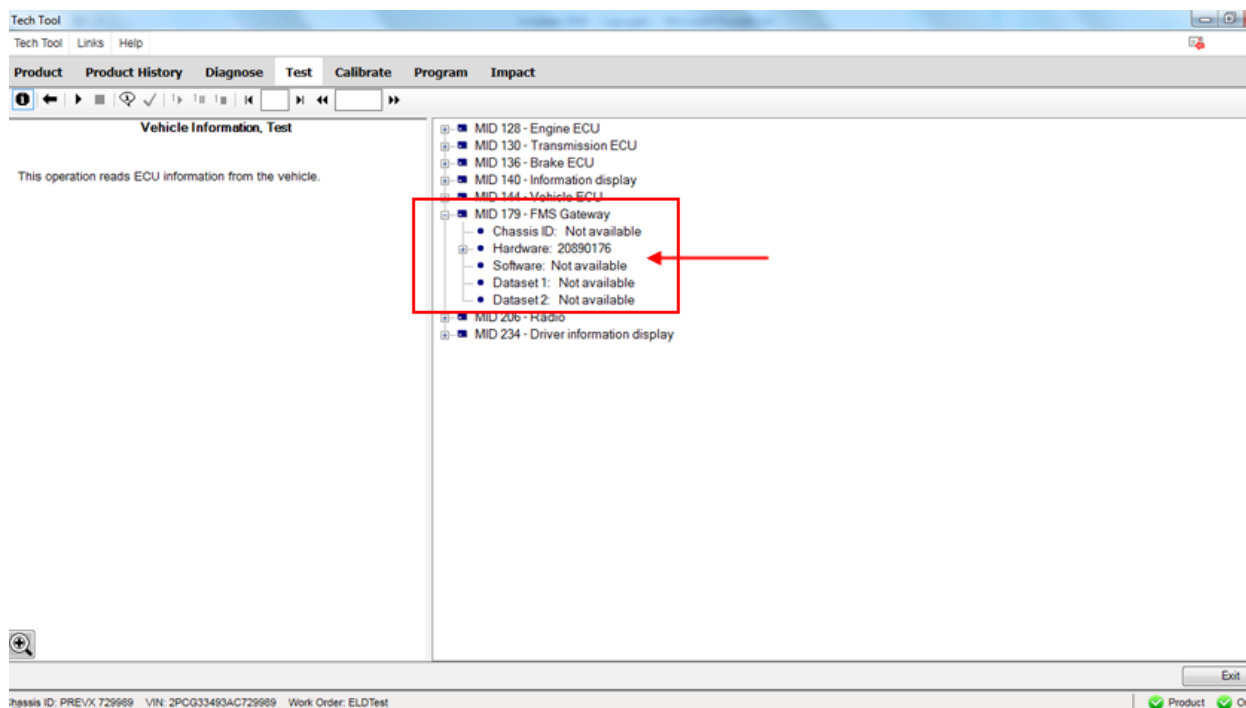 Tech Tool
Tech Tool Links Help
Product Product History Diagnose Test Calibrate Program Impact
Vehicle Information, Test
This operation reads ECU information from the vehicle.
MID 128 - Engine ECU
MID 130 - Transmission ECU
MID 136 - Brake ECU
MID 140 - Information display
MID 144 - Vehicle ECU
MID 179 - FMS Gateway
Chassis ID: Not available
Hardware: 20890176
Software: Not available
Dataset 1: Not available
Dataset 2: Not available
MID 206 - Radio
MID 234 - Driver information display
Exit
Chassis ID: PREVX 729989 VIN: 2PCG33493AC729989 Work Order: ELDTest
Product